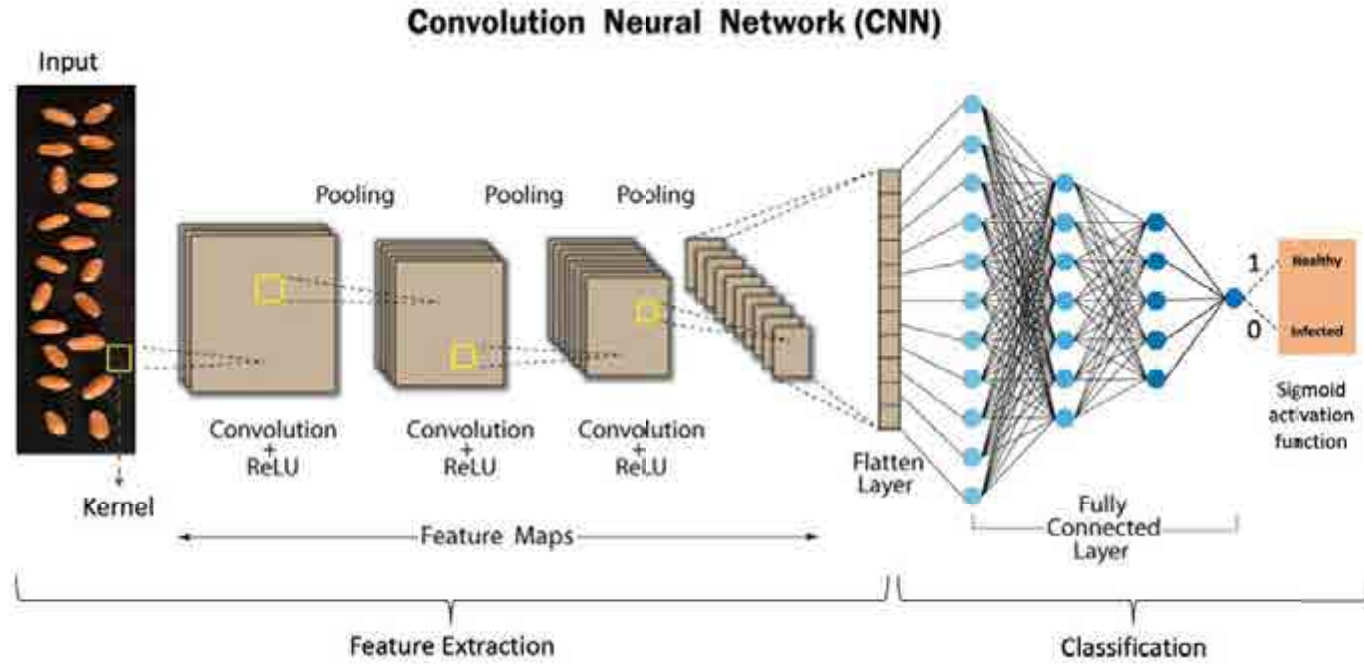 Convolution Neural Network (CNN)
Input
Pooling
Pooling
Pooling
1
Healthy
0
Infected
Convolution
+
ReLU
Convolution
+
ReLU
Convolution
+
ReLU
Sigmoid
activation
function
Flatten
Layer
Kernel
Fully
Connected
Layer
Feature Maps
Feature Extraction
Classification